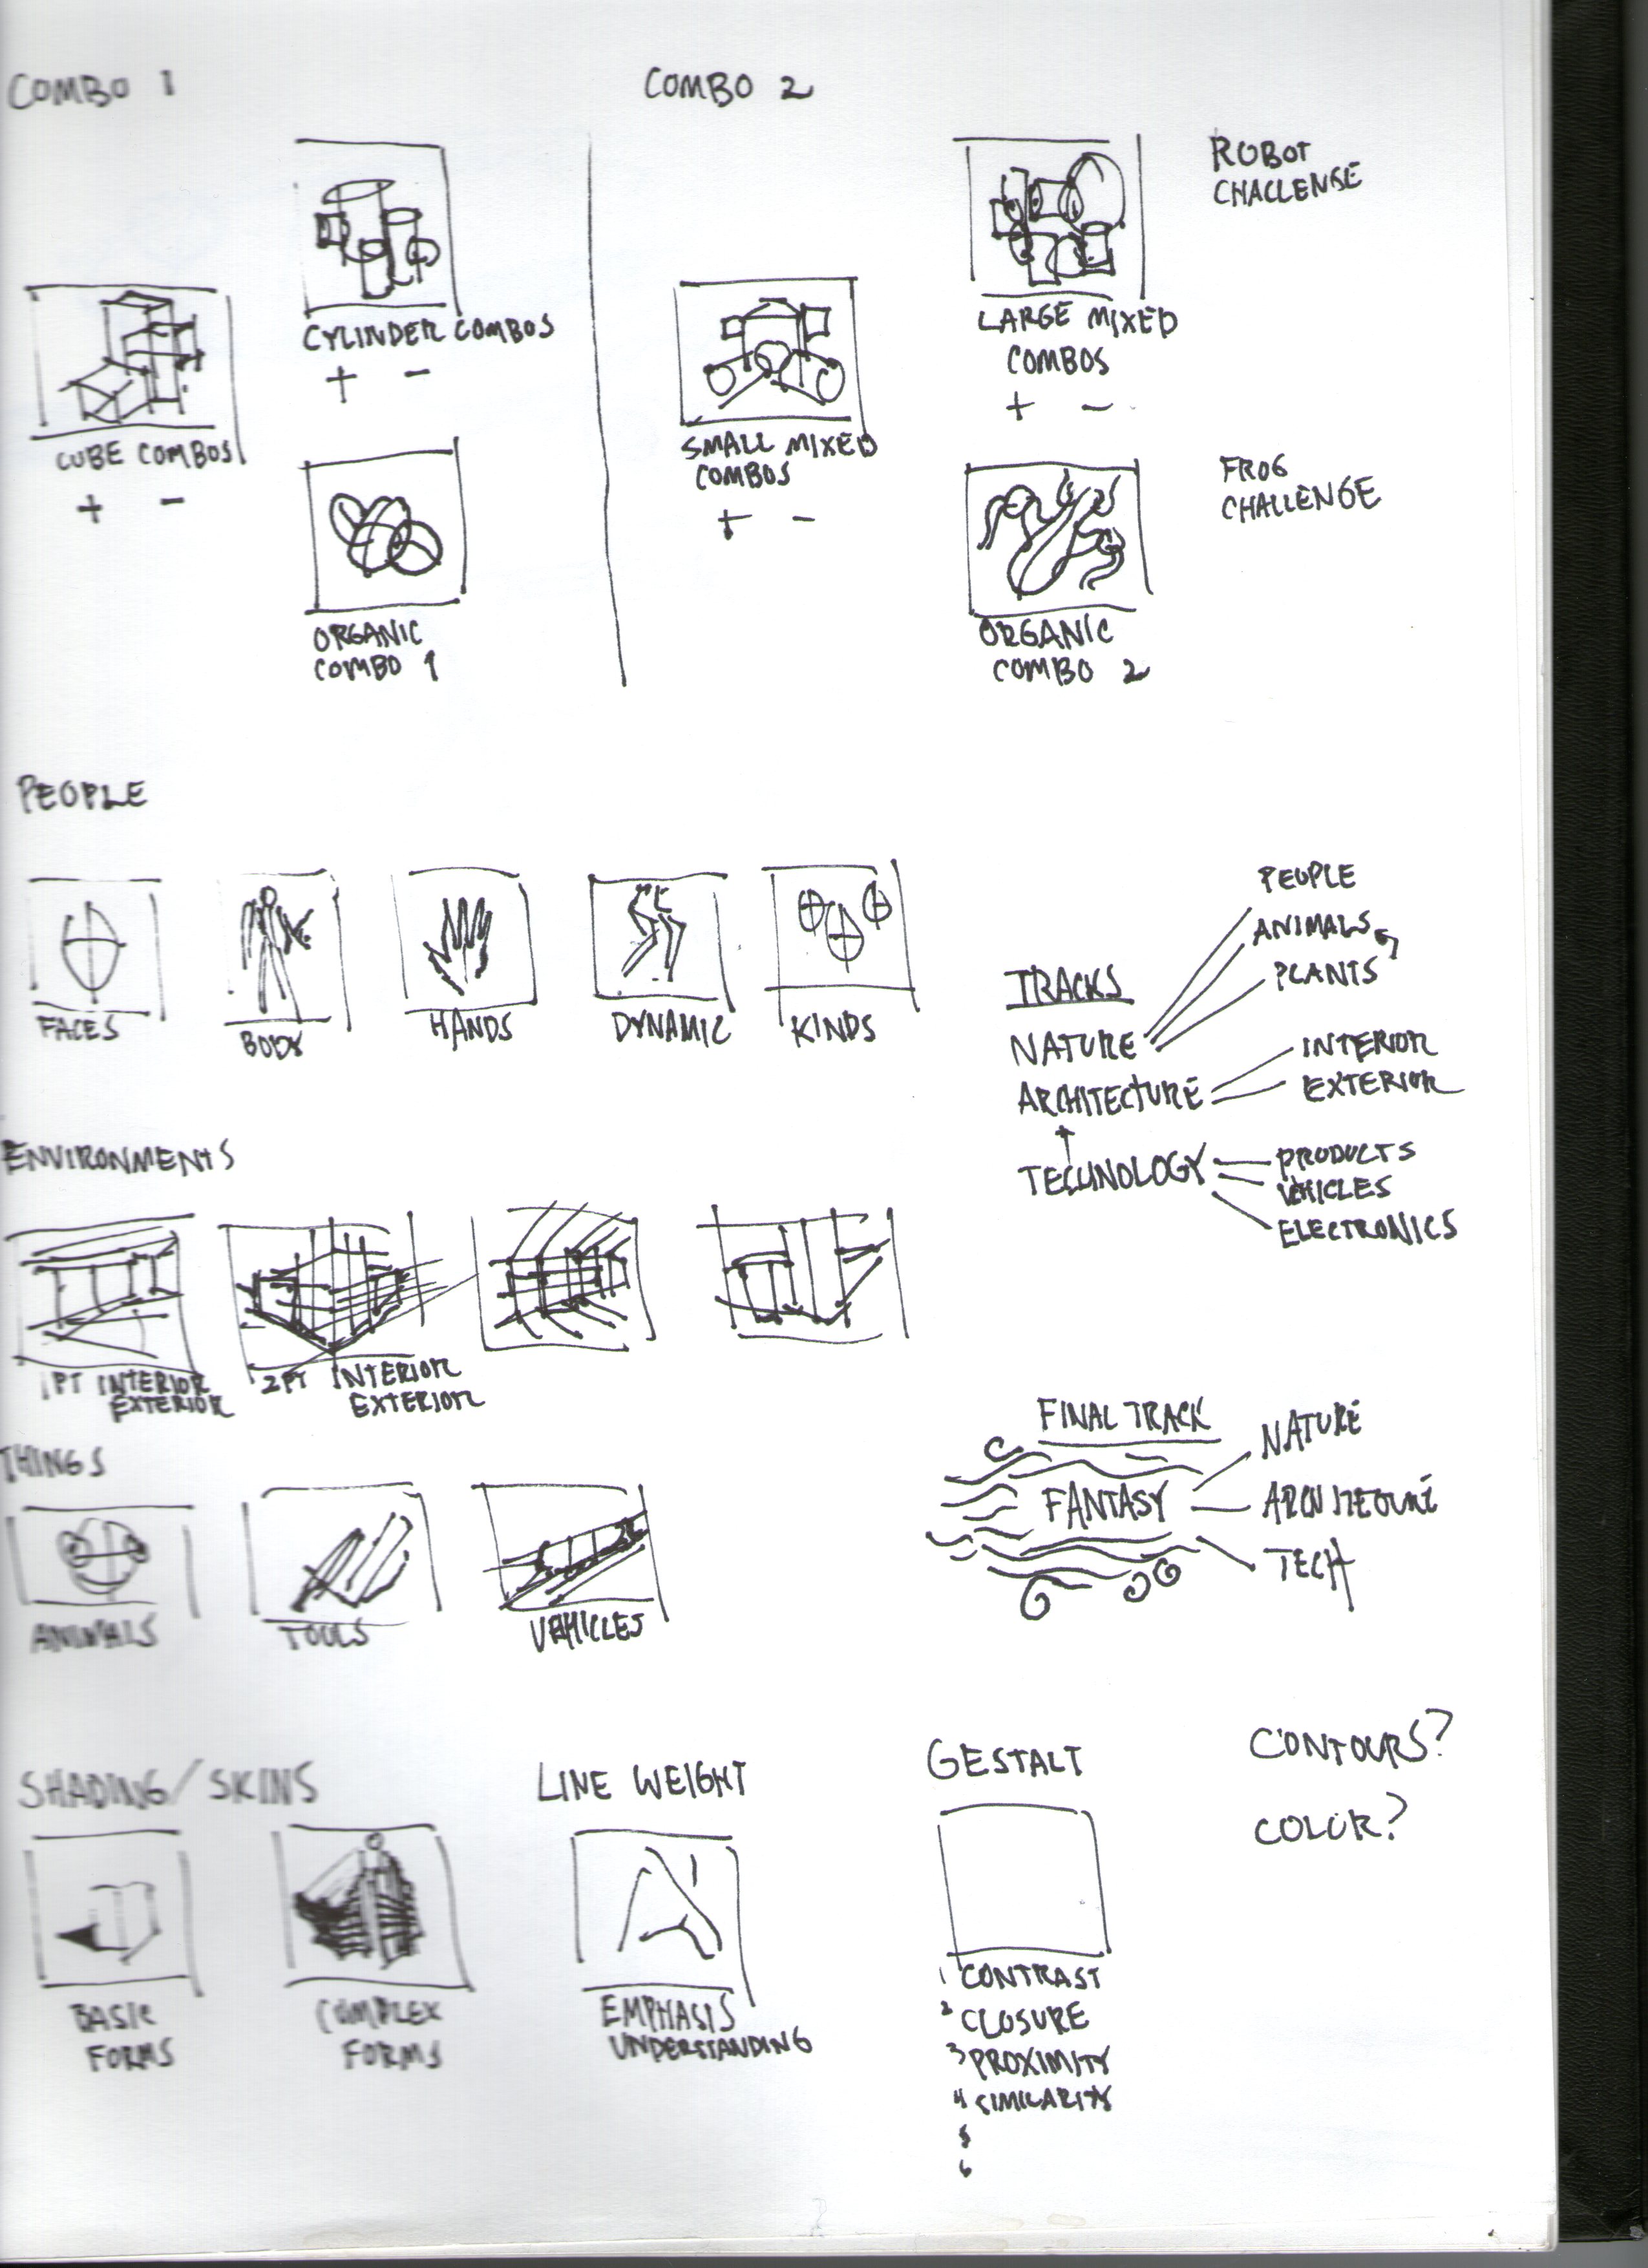 COMBO 1
COMBO 2
ROBOT
CHALLENGE
CYLINDER COMBOS
+ -
LARGE MIXED
COMBOS
+ -
CUBE COMBOS
+ -
SMALL MIXED
COMBOS
+ -
FROG
CHALLENGE
ORGANIC
COMBO 1
ORGANIC
COMBO 2
PEOPLE
FACES
BODY
HANDS
DYNAMIC
KINDS
TRACKS
NATURE
PEOPLE
ANIMALS
PLANTS
ARCHITECTURE
INTERIOR
EXTERIOR
TECHNOLOGY
PRODUCTS
VEHICLES
ELECTRONICS
ENVIRONMENTS
1PT INTERIOR
EXTERIOR
2PT INTERIOR
EXTERIOR
FINAL TRACK
FANTASY
NATURE
ARCHITECTURE
TECH
THINGS
ANIMALS
TOOLS
VEHICLES
SHADING/SKINS
BASIC
FORMS
COMPLEX
FORMS
LINE WEIGHT
EMPHASIS
UNDERSTANDING
GESTALT
1 CONTRAST
2 CLOSURE
3 PROXIMITY
4 SIMILARITY
5
6
CONTOURS?
COLOR?